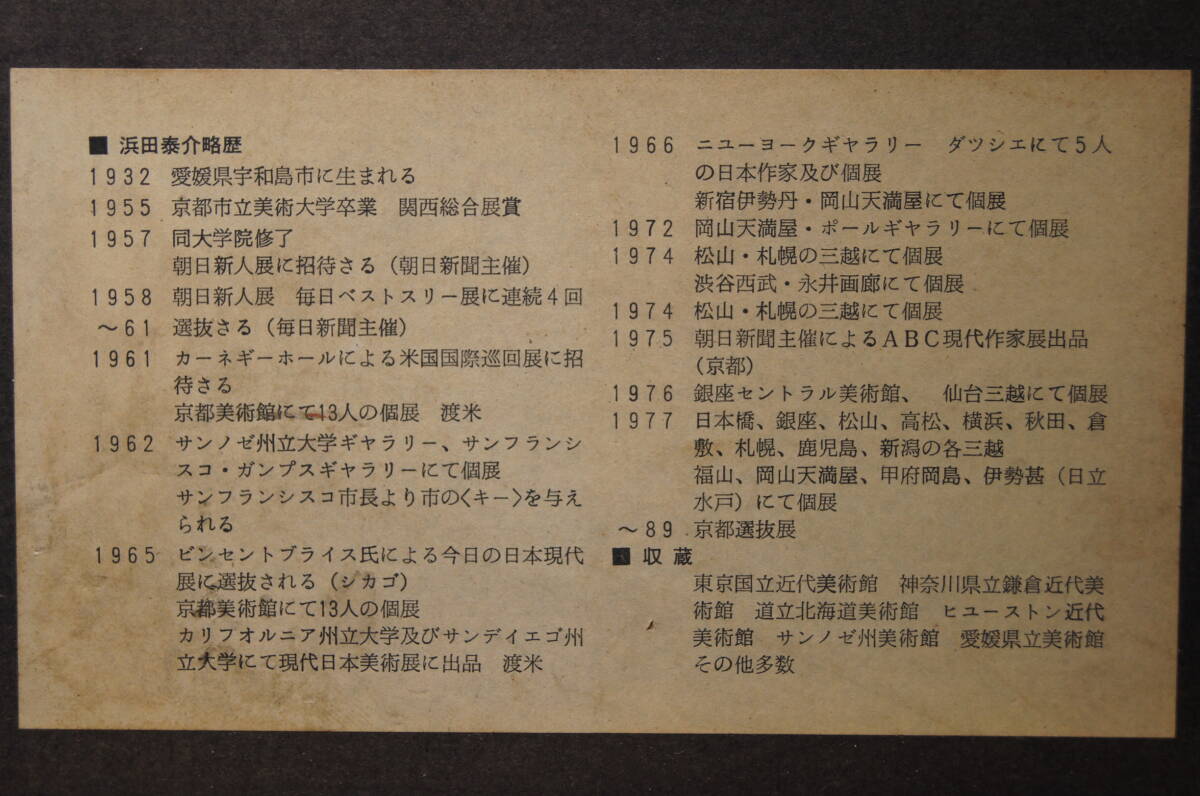 ■ 浜田泰介略歴
1932 愛媛県宇和島市に生まれる
1955 京都市立美術大学卒業 関西総合展賞
1957 同大学院修了
朝日新人展に招待さる（朝日新聞主催）
1958 朝日新人展 毎日ベストスリー展に連続4回
～61 選抜さる（毎日新聞主催）
1961 カーネギーホールによる米国国際巡回展に招
待さる
京都美術館にて13人の個展 渡米
1962 サンノゼ州立大学ギャラリー、サンフランシ
スコ・ガンプスギャラリーにて個展
サンフランシスコ市長より市の〈キー〉を与え
られる
1965 ビンセントブライス氏による今日の日本現代
展に選抜される（シカゴ）
京都美術館にて13人の個展
カリフオルニア州立大学及びサンデイエゴ州
立大学にて現代日本美術展に出品 渡米
1966 ニユーヨークギャラリー ダツシエにて5人
の日本作家及び個展
新宿伊勢丹・岡山天満屋にて個展
1972 岡山天満屋・ポールギャラリーにて個展
1974 松山・札幌の三越にて個展
渋谷西武・永井画廊にて個展
1974 松山・札幌の三越にて個展
1975 朝日新聞主催によるABC現代作家展出品
（京都）
1976 銀座セントラル美術館、 仙台三越にて個展
1977 日本橋、銀座、松山、高松、横浜、秋田、倉
敷、札幌、鹿児島、新潟の各三越
福山、岡山天満屋、甲府岡島、伊勢甚（日立
水戸）にて個展
～89 京都選抜展
■ 収蔵
東京国立近代美術館 神奈川県立鎌倉近代美
術館 道立北海道美術館 ヒユーストン近代
美術館 サンノゼ州美術館 愛媛県立美術館
その他多数